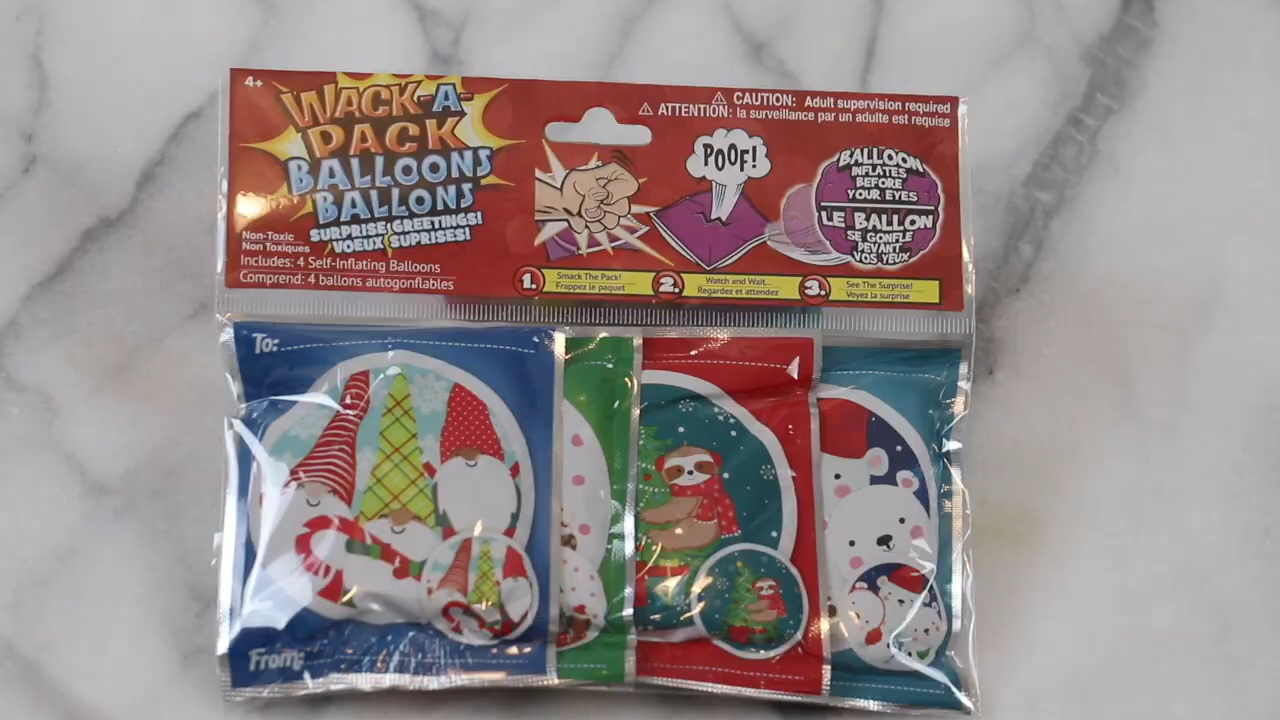 4+
WACK-A-
PACK
BALLOONS
BALLONS
SURPRISE GREETINGS!
VOEUX SUPRISES!
Non-Toxic
Non Toxiques
Includes: 4 Self-Inflating Balloons
Comprend: 4 ballons autogonflables
CAUTION: Adult supervision required
ATTENTION: la surveillance par un adulte est requise
POOF!
BALLOON
INFLATES
BEFORE
YOUR EYES
LE BALLON
SE GONFLE
DEVANT
VOS YEUX
1.
Smack The Pack!
Frappez le paquet
2.
Watch and Wait...
Regardez et attendez
3.
See The Surprise!
Voyez la surprise
To:
From: